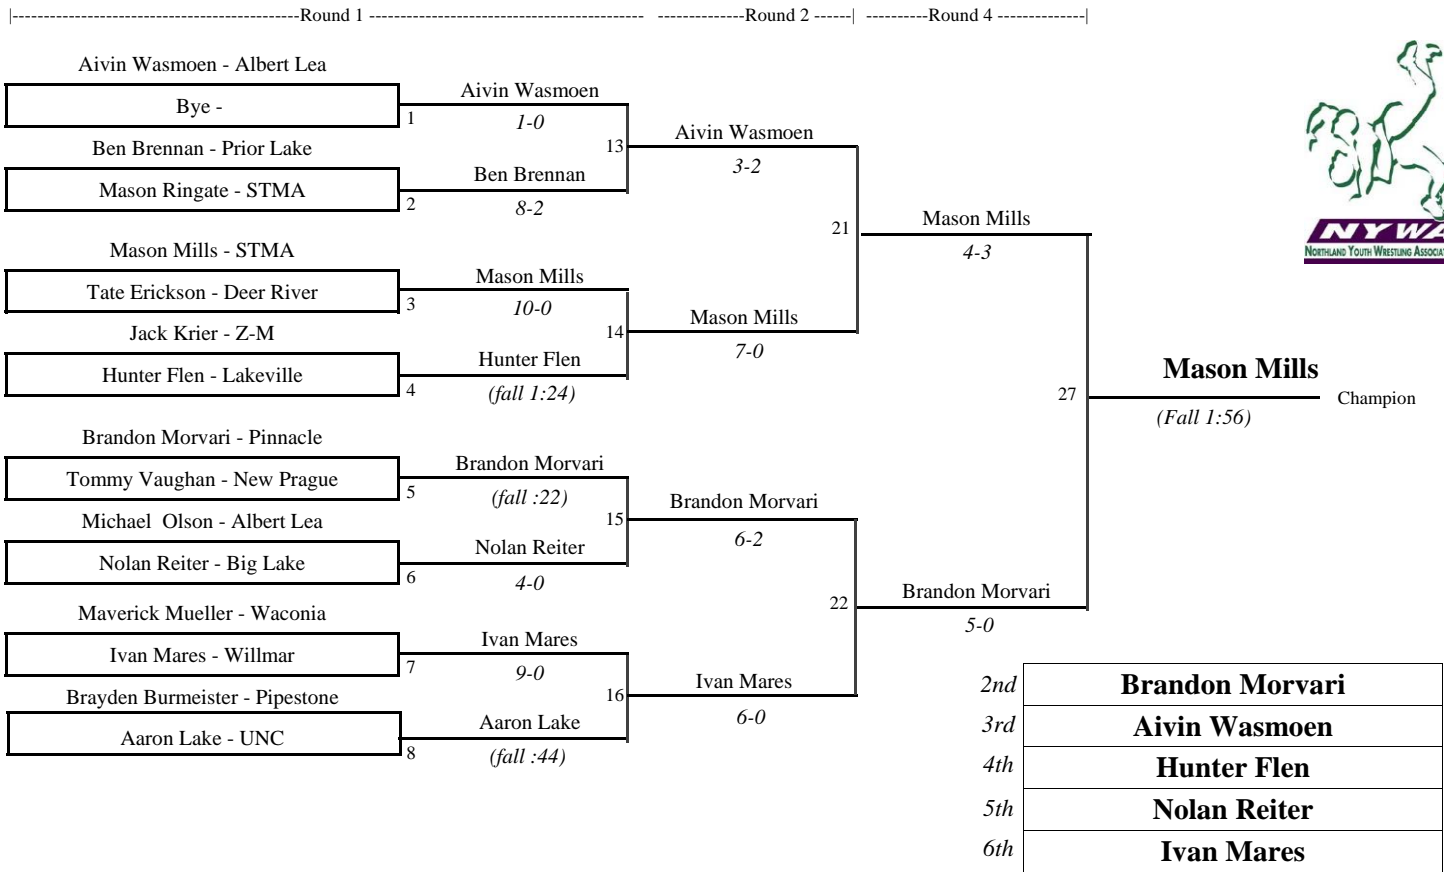 |------------------------------------------Round 1 ---------------------------------------- -------------Round 2 ------| ----------Round 4 --------------|
Aivin Wasmoen - Albert Lea
Bye -
1
Aivin Wasmoen
1-0
Ben Brennan - Prior Lake
Mason Ringate - STMA
2
Ben Brennan
8-2
13
Aivin Wasmoen
3-2
Mason Mills - STMA
Tate Erickson - Deer River
3
Mason Mills
10-0
Jack Krier - Z-M
Hunter Flen - Lakeville
4
Hunter Flen
(fall 1:24)
14
Mason Mills
7-0
21
Mason Mills
4-3
Brandon Morvari - Pinnacle
Tommy Vaughan - New Prague
5
Brandon Morvari
(fall :22)
Michael  Olson - Albert Lea
Nolan Reiter - Big Lake
6
Nolan Reiter
4-0
15
Brandon Morvari
6-2
Maverick Mueller - Waconia
Ivan Mares - Willmar
7
Ivan Mares
9-0
Brayden Burmeister - Pipestone
Aaron Lake - UNC
8
Aaron Lake
(fall :44)
16
Ivan Mares
6-0
22
Brandon Morvari
5-0
27
Mason Mills
(Fall 1:56)
Champion
NYWA
NORTHLAND YOUTH WRESTLING
2nd Brandon Morvari
3rd Aivin Wasmoen
4th Hunter Flen
5th Nolan Reiter
6th Ivan Mares